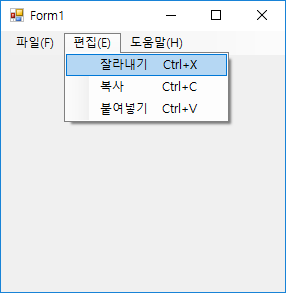 Form1
파일(F) 편집(E) 도움말(H)
잘라내기 Ctrl+X
복사 Ctrl+C
붙여넣기 Ctrl+V